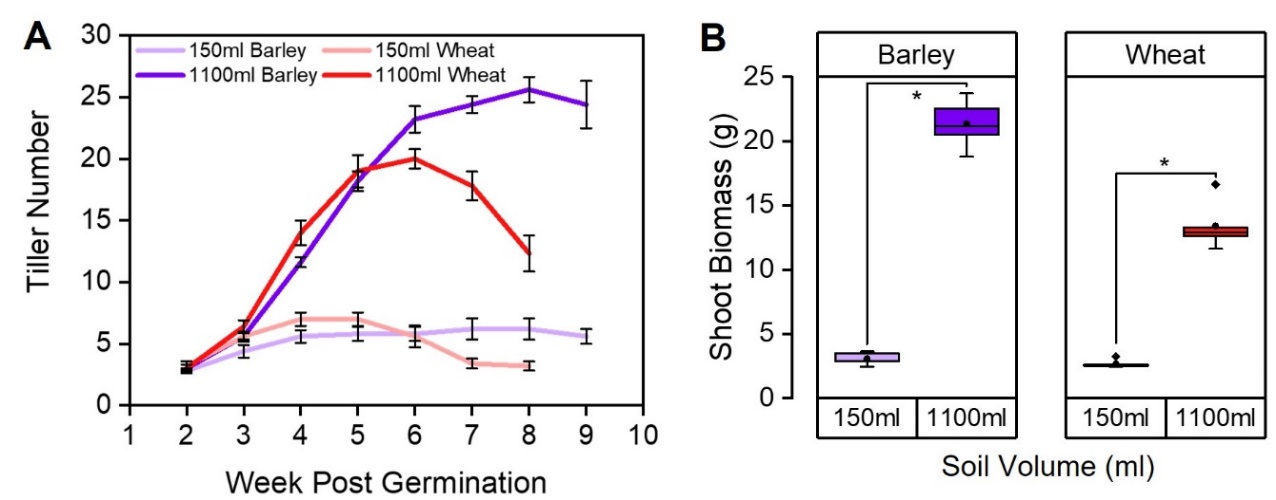 A
30
25
20
15
10
5
0
Tiller Number
150ml Barley 150ml Wheat
1100ml Barley 1100ml Wheat
1 2 3 4 5 6 7 8 9 10
Week Post Germination
B
Barley Wheat
25
20
15
10
5
0
Shoot Biomass (g)
*
*
150ml 1100ml 150ml 1100ml
Soil Volume (ml)